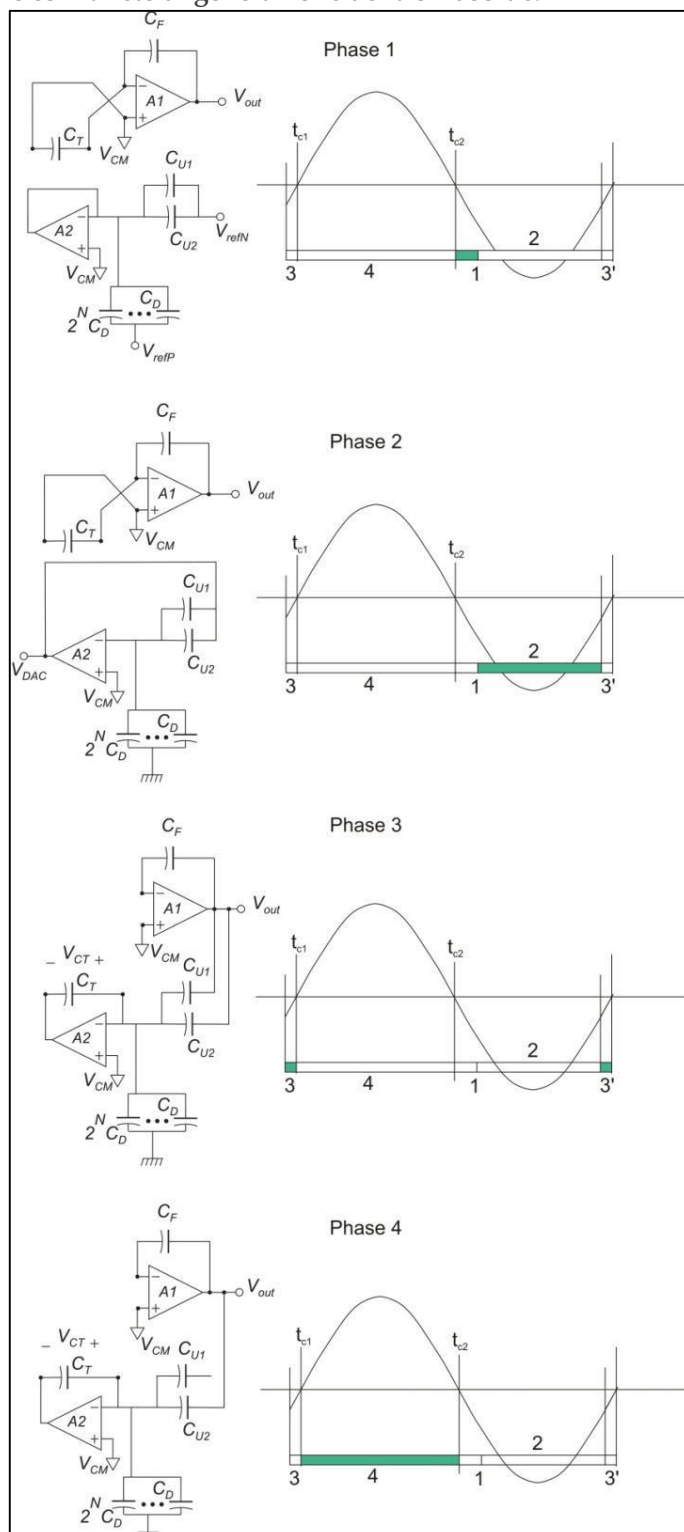 Phase 1
C_F
A1
V_out
C_T
V_CM
C_U1
C_U2
V_refN
A2
V_CM
C_D
2^N C_D
V_refP
t_c1
t_c2
2
3 4 1 3'
Phase 2
C_F
A1
V_out
C_T
V_CM
C_U1
C_U2
V_DAC
A2
V_CM
C_D
2^N C_D
t_c1
t_c2
2
3 4 1 3'
Phase 3
C_F
A1
V_out
V_CM
C_U1
– V_CT +
C_T
C_U2
A2
V_CM
C_D
2^N C_D
t_c1
t_c2
2
3 4 1 3'
Phase 4
C_F
A1
V_out
V_CM
C_U1
– V_CT +
C_T
C_U2
A2
V_CM
C_D
2^N C_D
t_c1
t_c2
2
3 4 1 3'